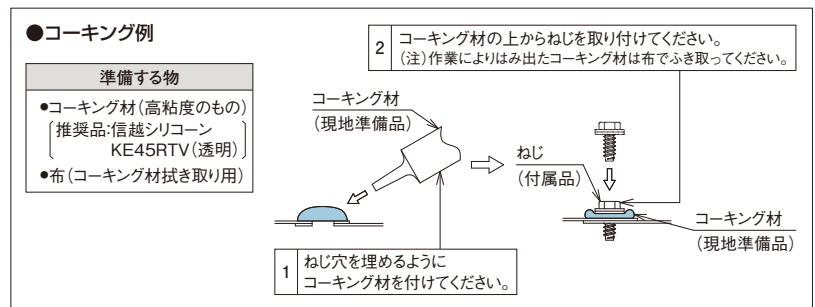 ●コーキング例
準備する物
●コーキング材(高粘度のもの)
推奨品:信越シリコーン
KE45RTV(透明)
●布(コーキング材拭き取り用)
2 コーキング材の上からねじを取り付けてください。
(注)作業によりはみ出たコーキング材は布でふき取ってください。
コーキング材
(現地準備品)
ねじ
(付属品)
コーキング材
(現地準備品)
1 ねじ穴を埋めるように
コーキング材を付けてください。